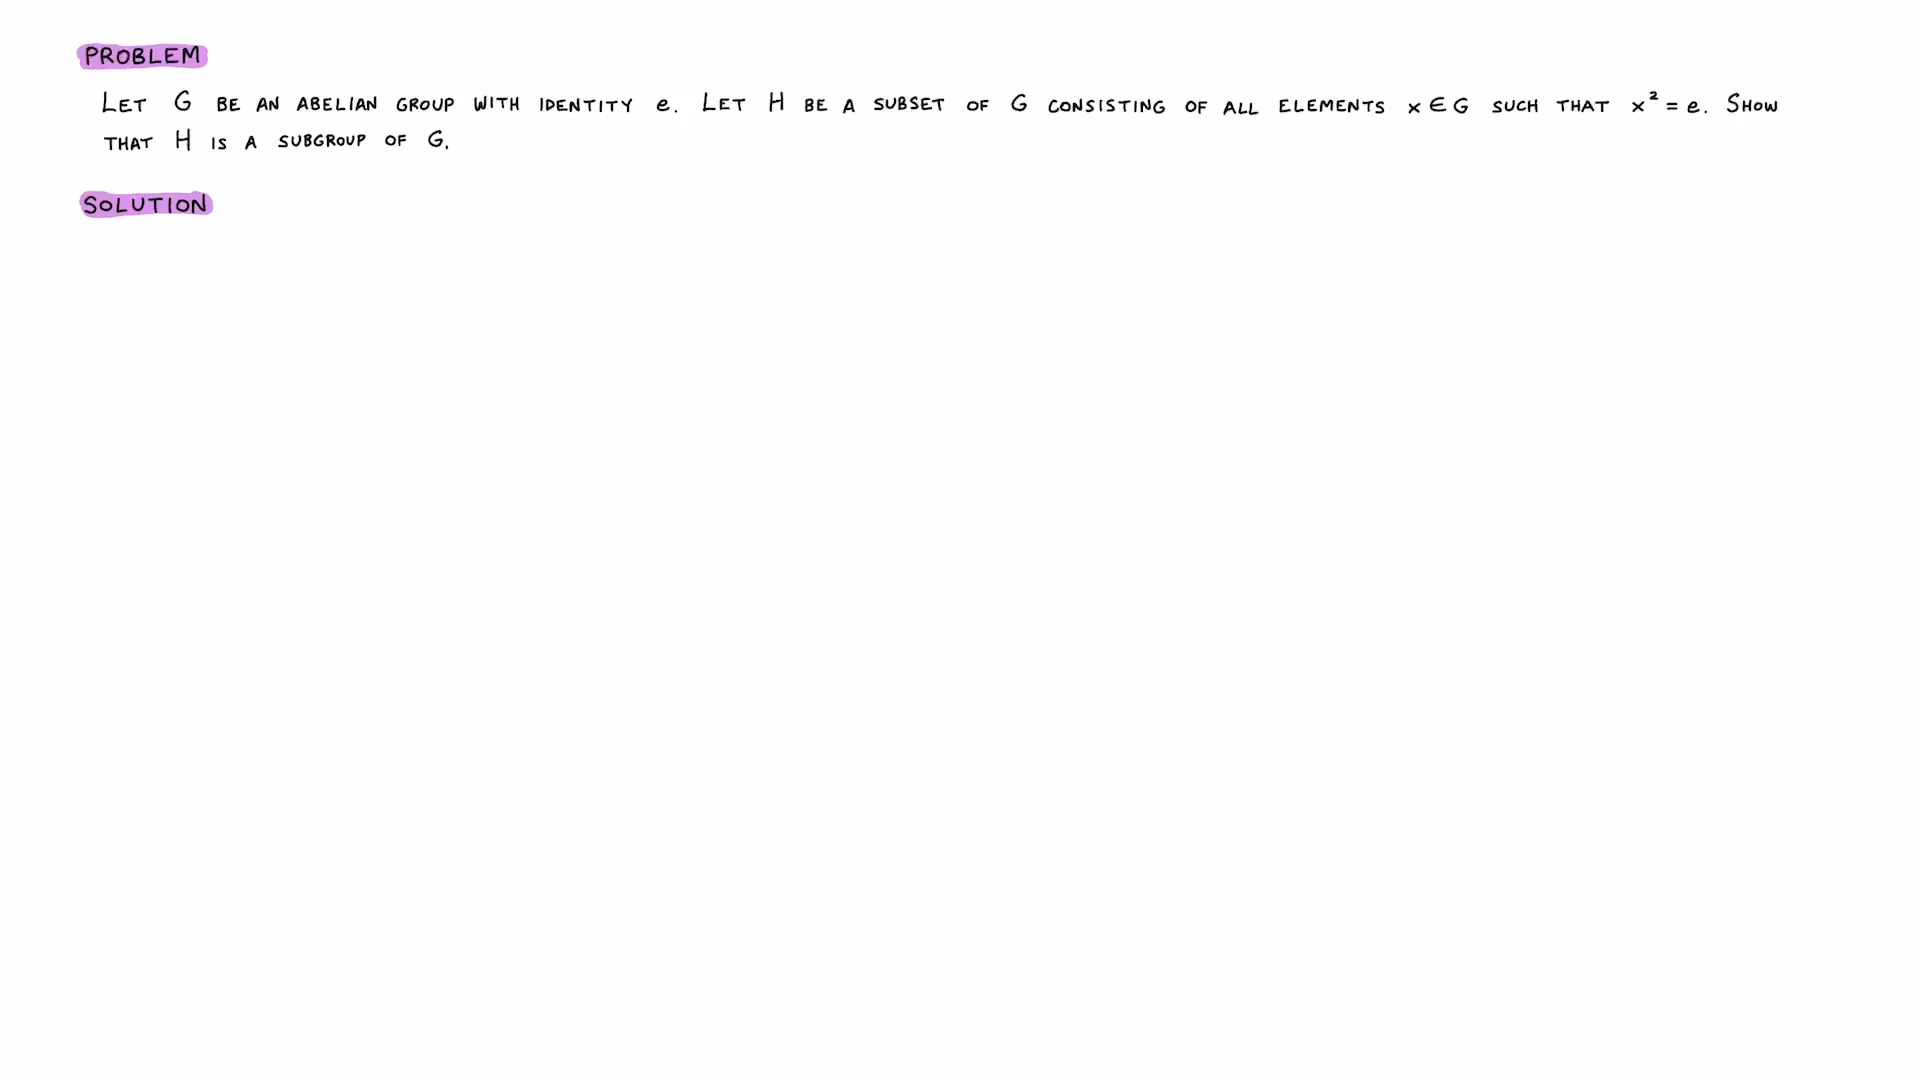 PROBLEM
LET G BE AN ABELIAN GROUP WITH IDENTITY e. LET H BE A SUBSET OF G CONSISTING OF ALL ELEMENTS x ∈ G SUCH THAT x² = e. SHOW
THAT H IS A SUBGROUP OF G.
SOLUTION